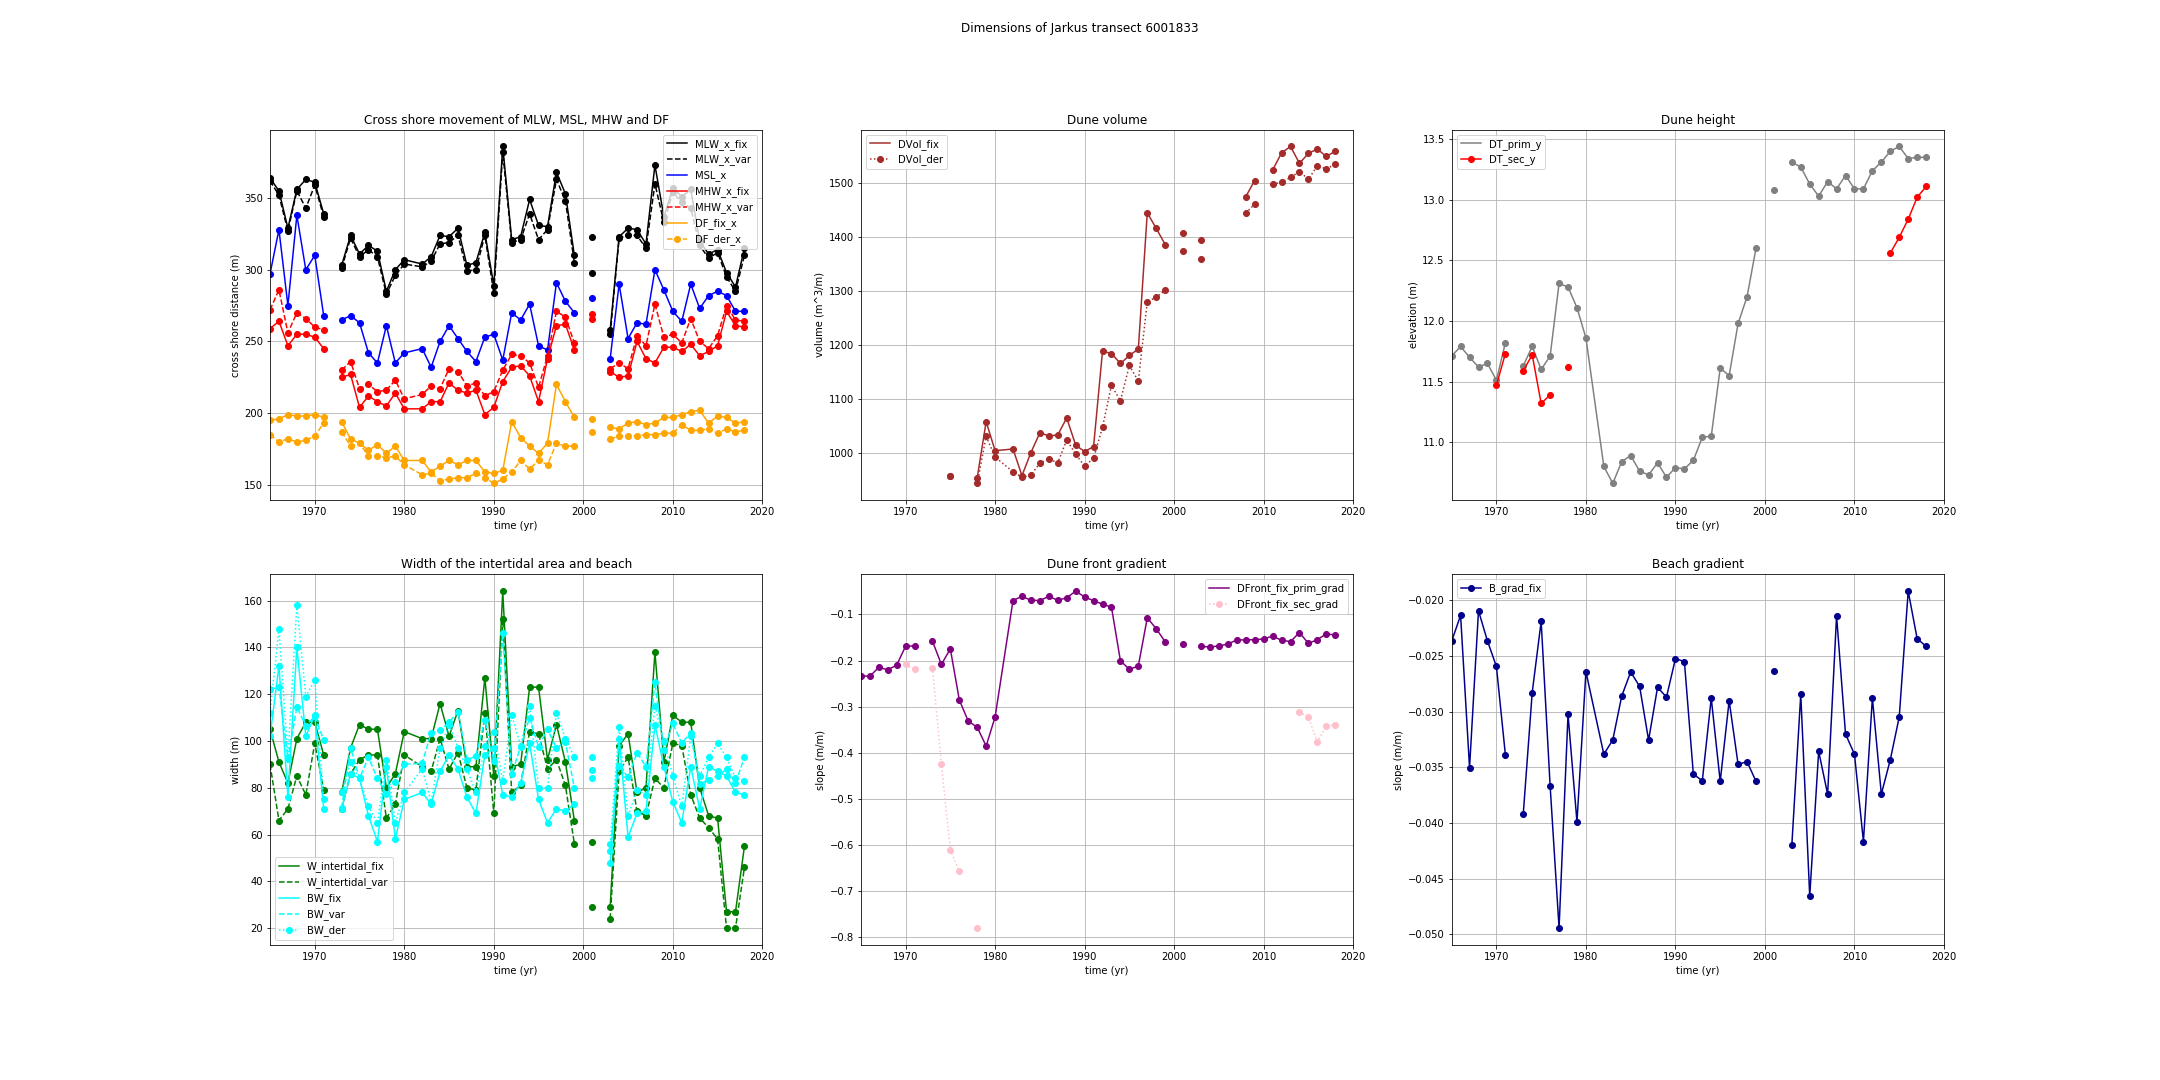 Dimensions of Jarkus transect 6001833
Cross shore movement of MLW, MSL, MHW and DF
cross shore distance (m)
350
300
250
200
150
MLW_x_fix
MLW_x_var
MSL_x
MHW_x_fix
MHW_x_var
DF_fix_x
DF_der_x
1970 1980 1990 2000 2010 2020
time (yr)
Dune volume
volume (m^3/m)
1500
1400
1300
1200
1100
1000
DVol_fix
DVol_der
1970 1980 1990 2000 2010 2020
time (yr)
Dune height
elevation (m)
13.5
13.0
12.5
12.0
11.5
11.0
DT_prim_y
DT_sec_y
1970 1980 1990 2000 2010 2020
time (yr)
Width of the intertidal area and beach
width (m)
160
140
120
100
80
60
40
20
W_intertidal_fix
W_intertidal_var
BW_fix
BW_var
BW_der
1970 1980 1990 2000 2010 2020
time (yr)
Dune front gradient
slope (m/m)
−0.1
−0.2
−0.3
−0.4
−0.5
−0.6
−0.7
−0.8
DFront_fix_prim_grad
DFront_fix_sec_grad
1970 1980 1990 2000 2010 2020
time (yr)
Beach gradient
slope (m/m)
−0.020
−0.025
−0.030
−0.035
−0.040
−0.045
−0.050
B_grad_fix
1970 1980 1990 2000 2010 2020
time (yr)